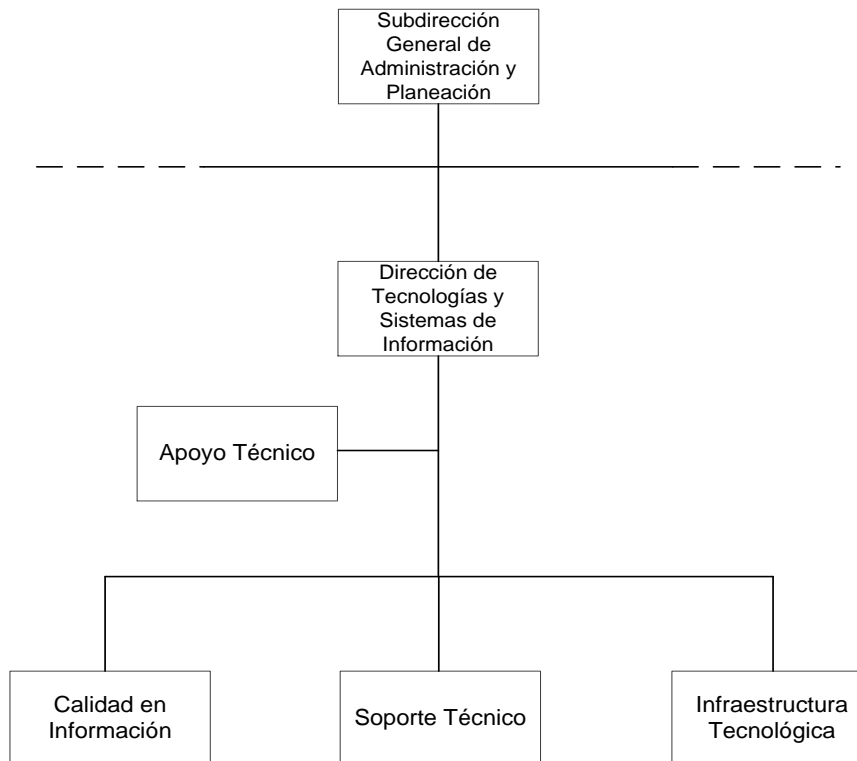 Subdirección
General de
Administración y
Planeación
Dirección de
Tecnologías y
Sistemas de
Información
Apoyo Técnico
Calidad en
Información
Soporte Técnico
Infraestructura
Tecnológica